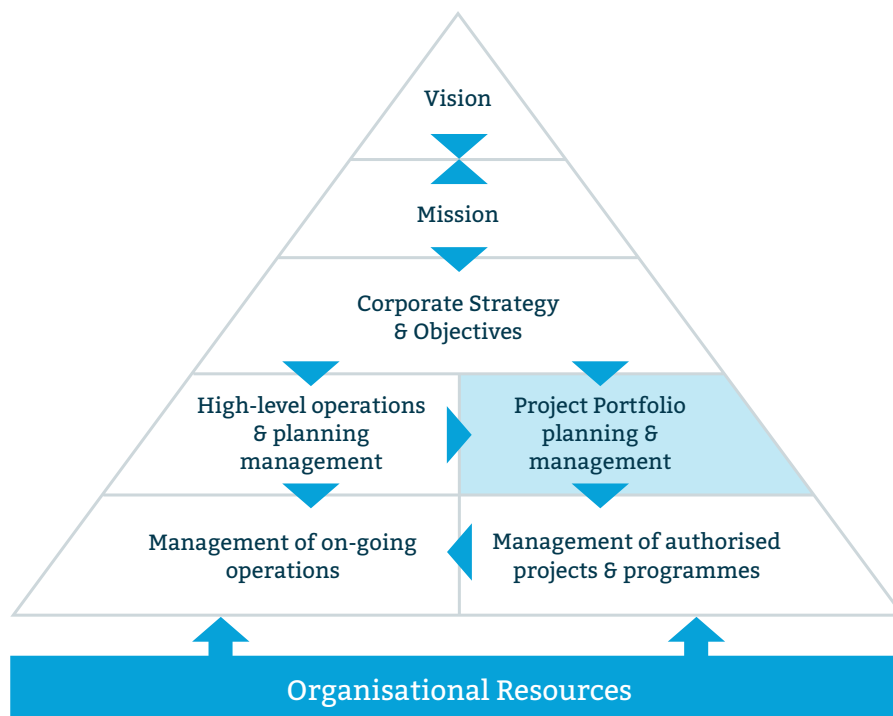 Vision
Mission
Corporate Strategy
& Objectives
High-level operations
& planning
management
Project Portfolio
planning &
management
Management of on-going
operations
Management of authorised
projects & programmes
Organisational Resources